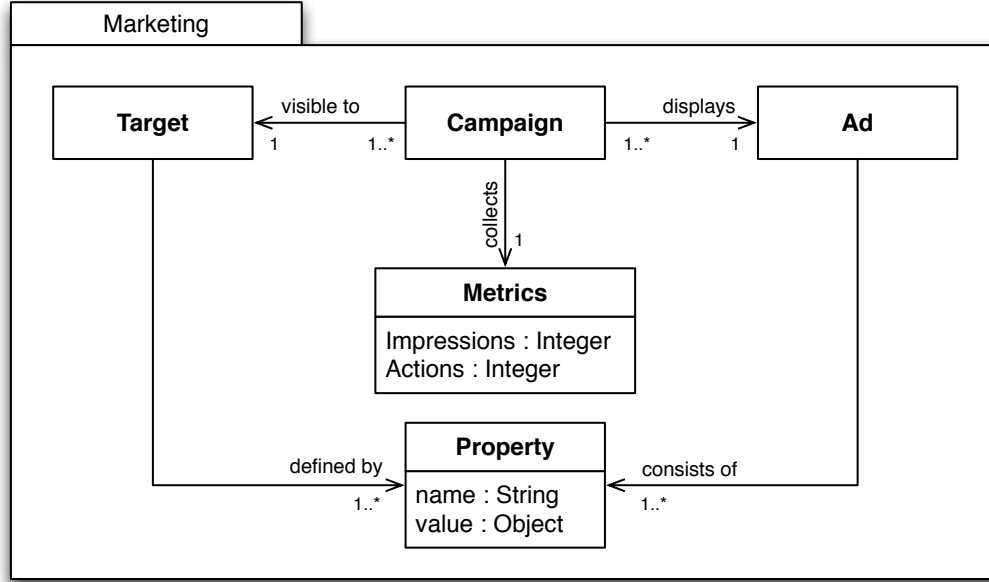 Marketing
visible to
displays
Target
Campaign
Ad
1
1..*
1..*
1
collects
1
Metrics
Impressions : Integer
Actions : Integer
Property
defined by
consists of
name : String
1..*
1..*
value : Object